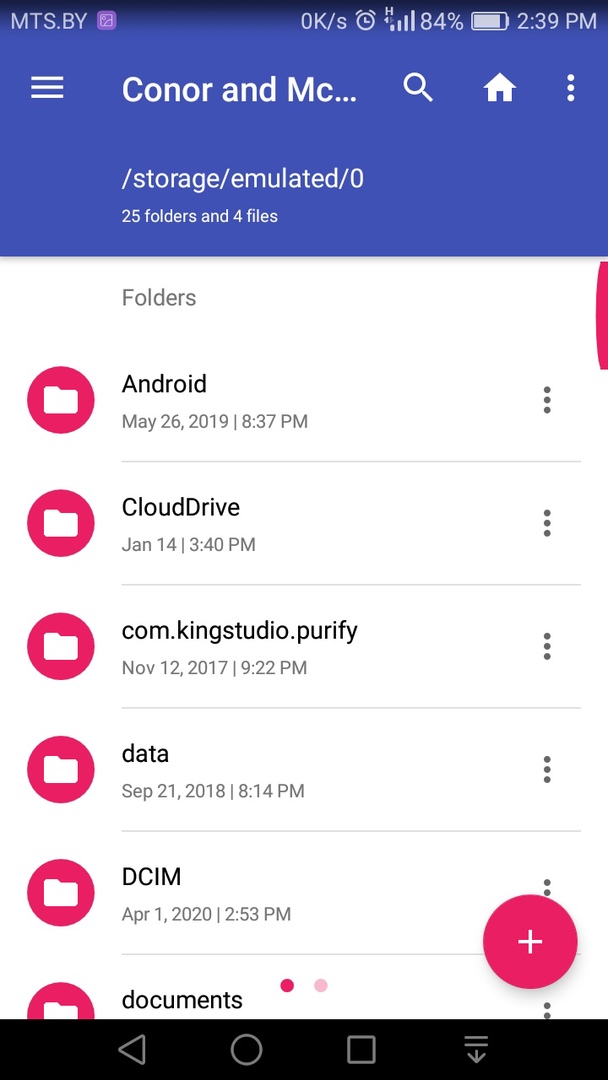 MTS.BY 0K/s H 84% 2:39 PM
Conor and Mc...
/storage/emulated/0
25 folders and 4 files
Folders
Android
May 26, 2019 | 8:37 PM
CloudDrive
Jan 14 | 3:40 PM
com.kingstudio.purify
Nov 12, 2017 | 9:22 PM
data
Sep 21, 2018 | 8:14 PM
DCIM
Apr 1, 2020 | 2:53 PM
documents